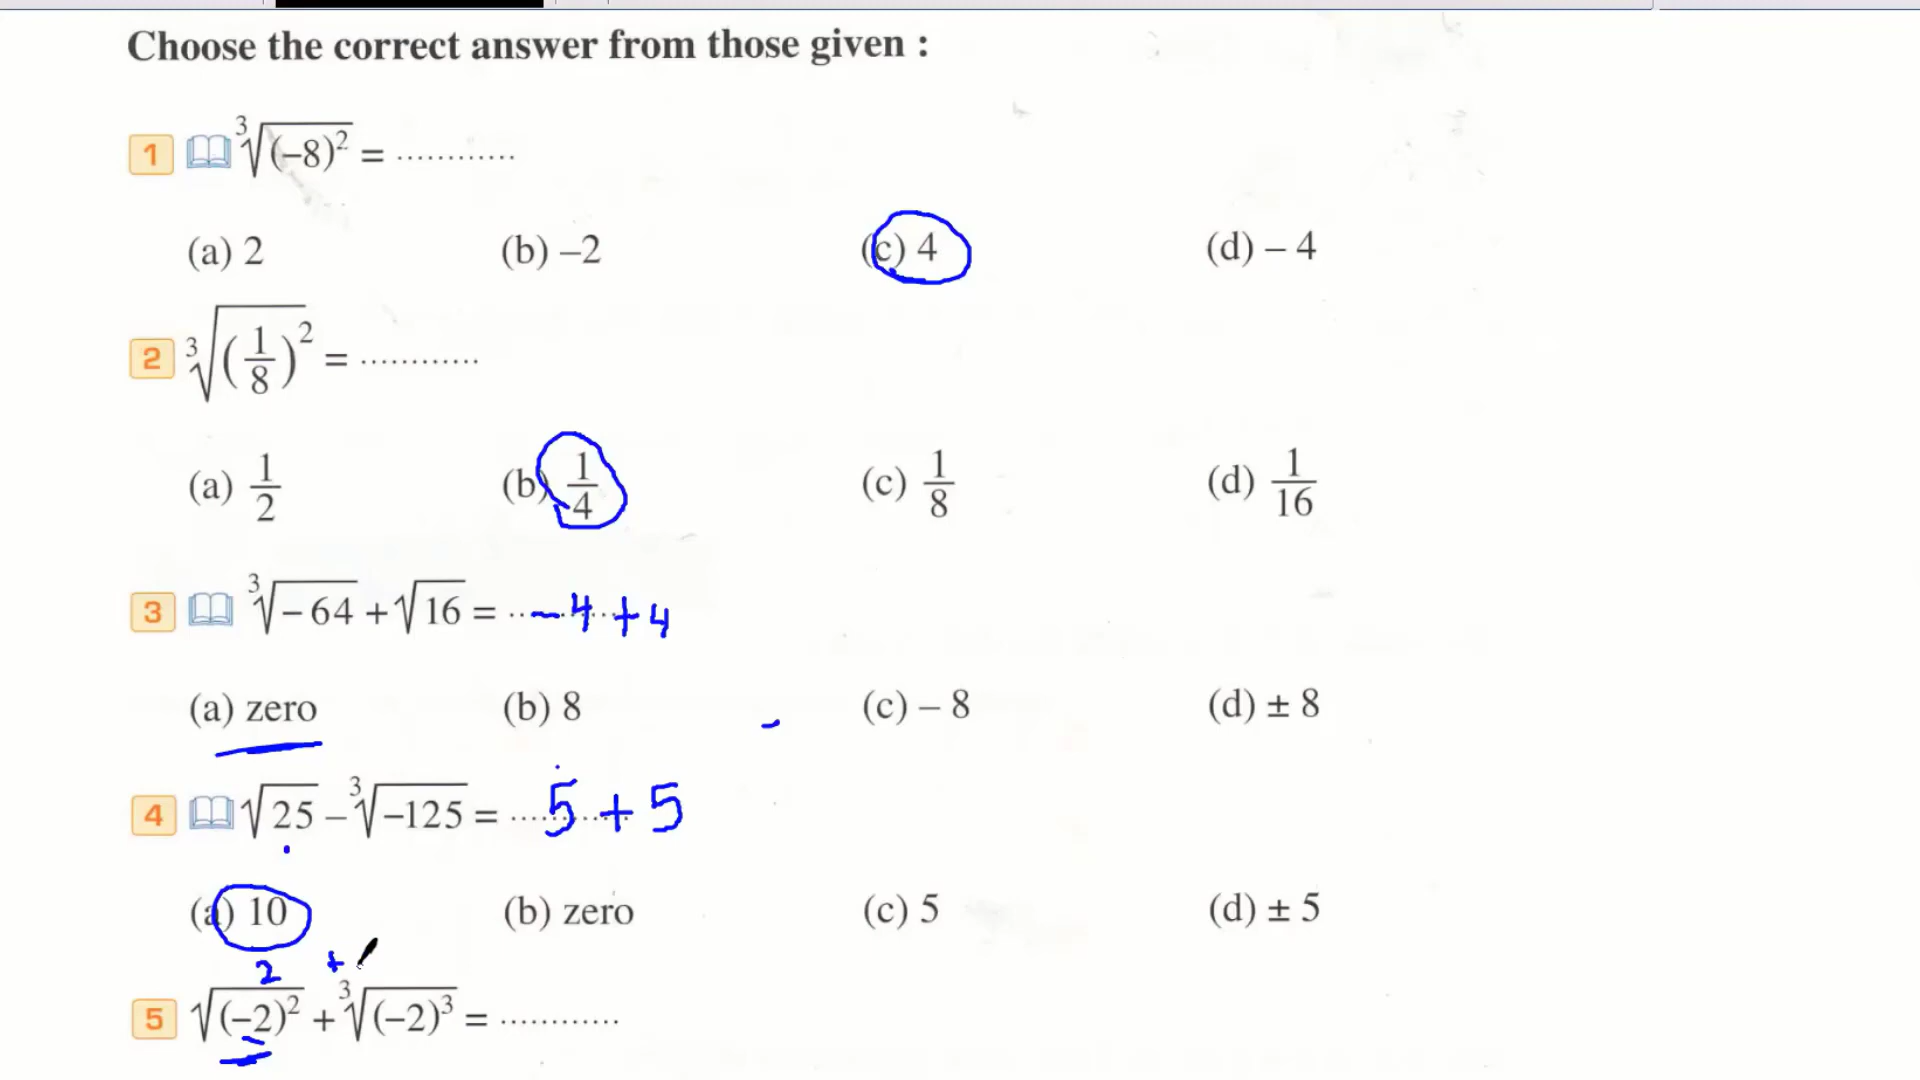 Choose the correct answer from those given :
1 ∛(–8)² = ............
(a) 2 (b) –2 (c) 4 (d) – 4
2 ∛(1/8)² = ............
(a) 1/2 (b) 1/4 (c) 1/8 (d) 1/16
3 ∛– 64 + √16 = ............ – 4 + 4
(a) zero (b) 8 (c) – 8 (d) ± 8
4 √25 – ∛–125 = ............ 5 + 5
(a) 10 (b) zero (c) 5 (d) ± 5
2 +
5 √(–2)² + ∛(–2)³ = ............